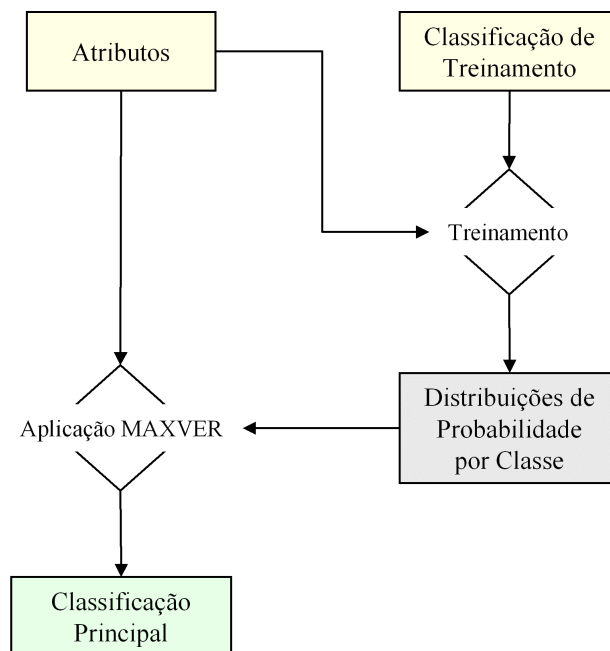 Atributos
Classificação de
Treinamento
Treinamento
Distribuições de
Probabilidade
por Classe
Aplicação MAXVER
Classificação
Principal